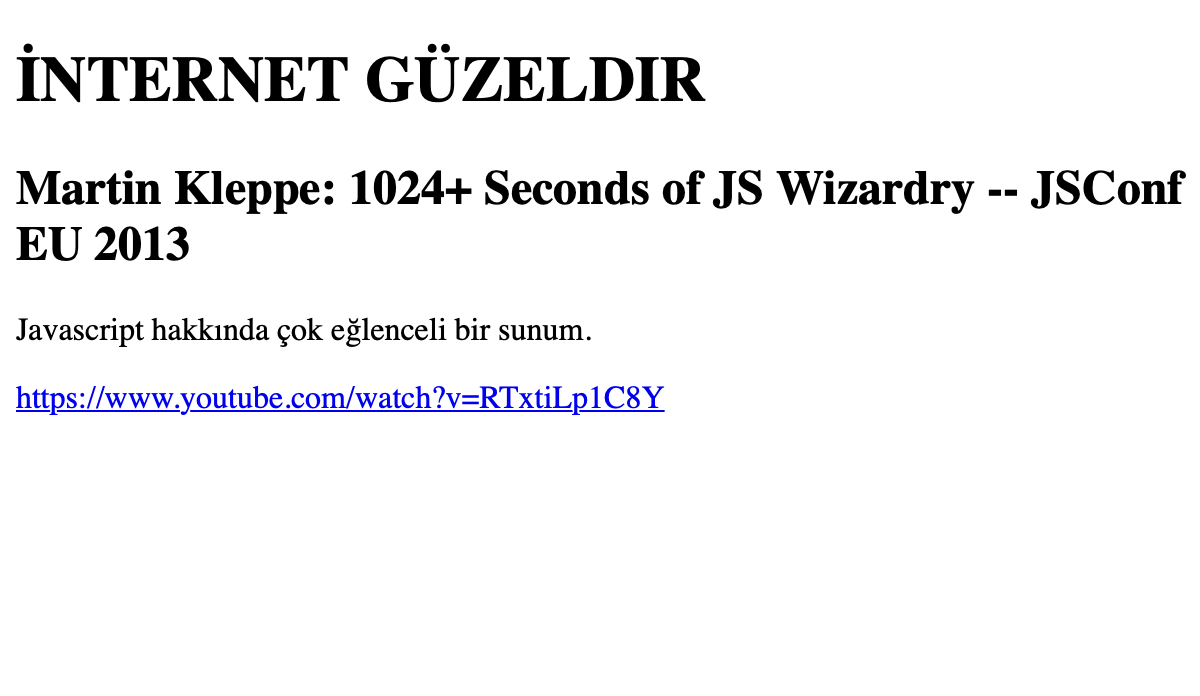 İNTERNET GÜZELDIR
Martin Kleppe: 1024+ Seconds of JS Wizardry -- JSConf
EU 2013
Javascript hakkında çok eğlenceli bir sunum.
https://www.youtube.com/watch?v=RTxtiLp1C8Y